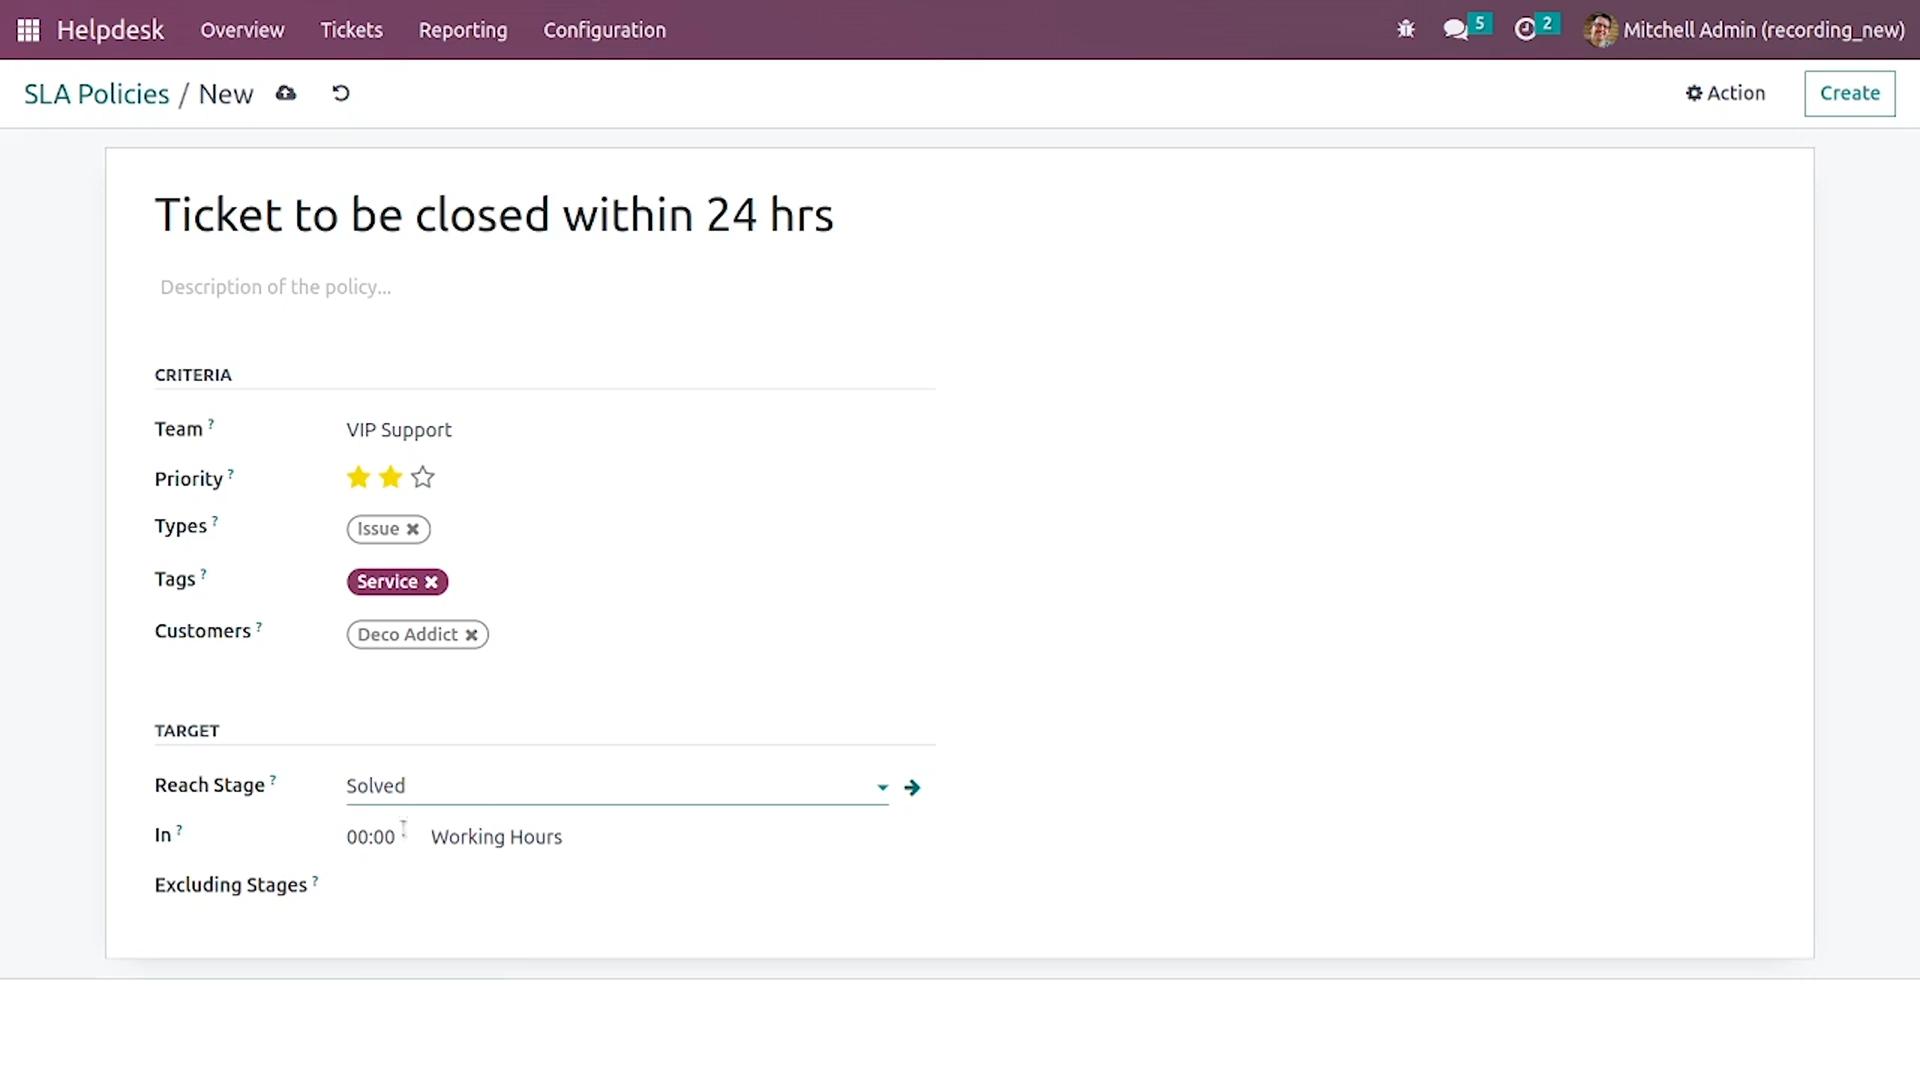 Helpdesk Overview Tickets Reporting Configuration 5 2 Mitchell Admin (recording_new)
SLA Policies / New Action Create
Ticket to be closed within 24 hrs
Description of the policy...
CRITERIA
Team ? VIP Support
Priority ?
Types ? Issue ✖
Tags ? Service ✖
Customers ? Deco Addict ✖
TARGET
Reach Stage ? Solved
In ? 00:00 Working Hours
Excluding Stages ?